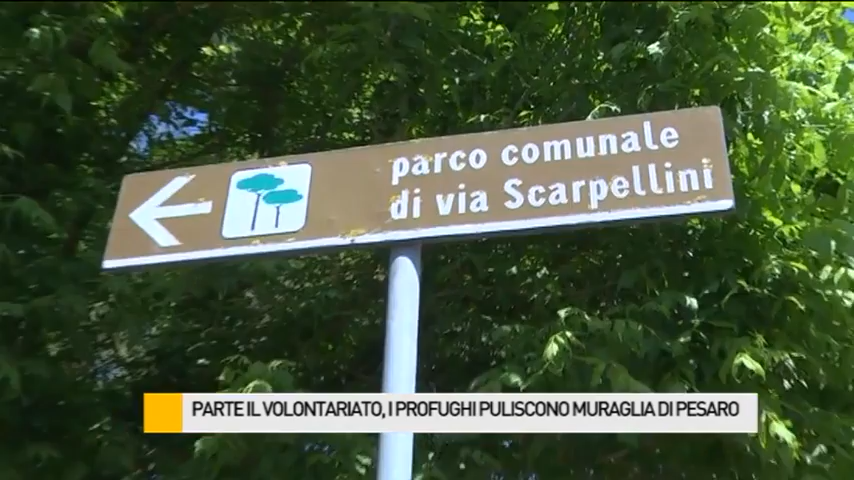 parco comunale
di via Scarpellini
PARTE IL VOLONTARIATO, I PROFUGHI PULISCONO MURAGLIA DI PESARO